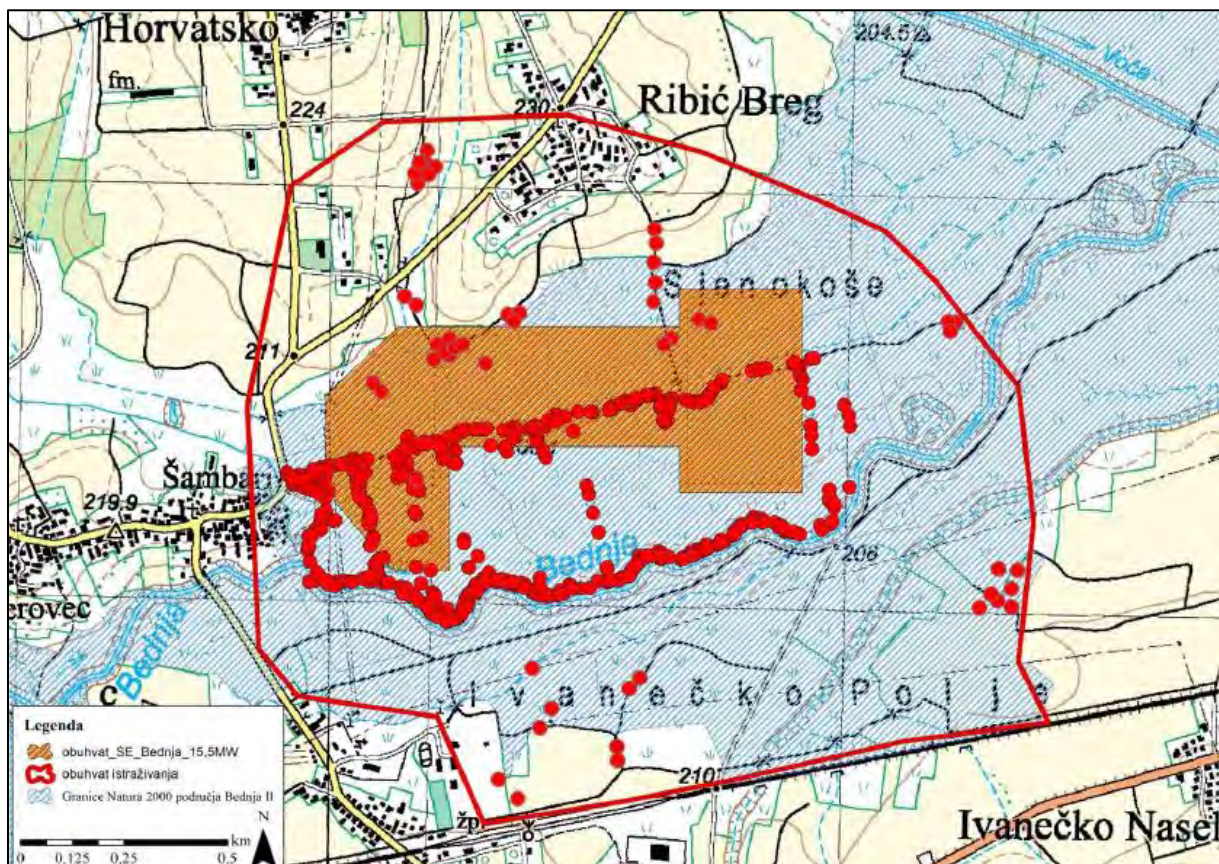 Horvatsko
204.5
Voća
fm.
230
Ribić Breg
224
Sjenokoše
211
Šamba
219.9
Bednje
206
erovec
Bednja
Ivanečko Polje
C
Legenda
obuhvat_SE_Bednja_15,5MW
obuhvat istraživanja
Granice Natura 2000 područja Bednja II
210
N
km
0 0,125 0,25 0,5
žp
Ivanečko Nasel